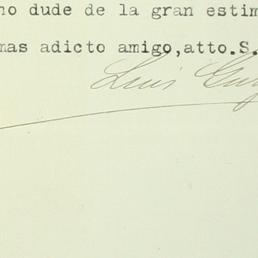 no dude de la gran estim
mas adicto amigo,atto.S.
Luis